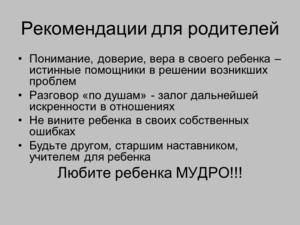 Рекомендации для родителей
• Понимание, доверие, вера в своего ребенка –
истинные помощники в решении возникших
проблем
• Разговор «по душам» - залог дальнейшей
искренности в отношениях
• Не вините ребенка в своих собственных
ошибках
• Будьте другом, старшим наставником,
учителем для ребенка
Любите ребенка МУДРО!!!